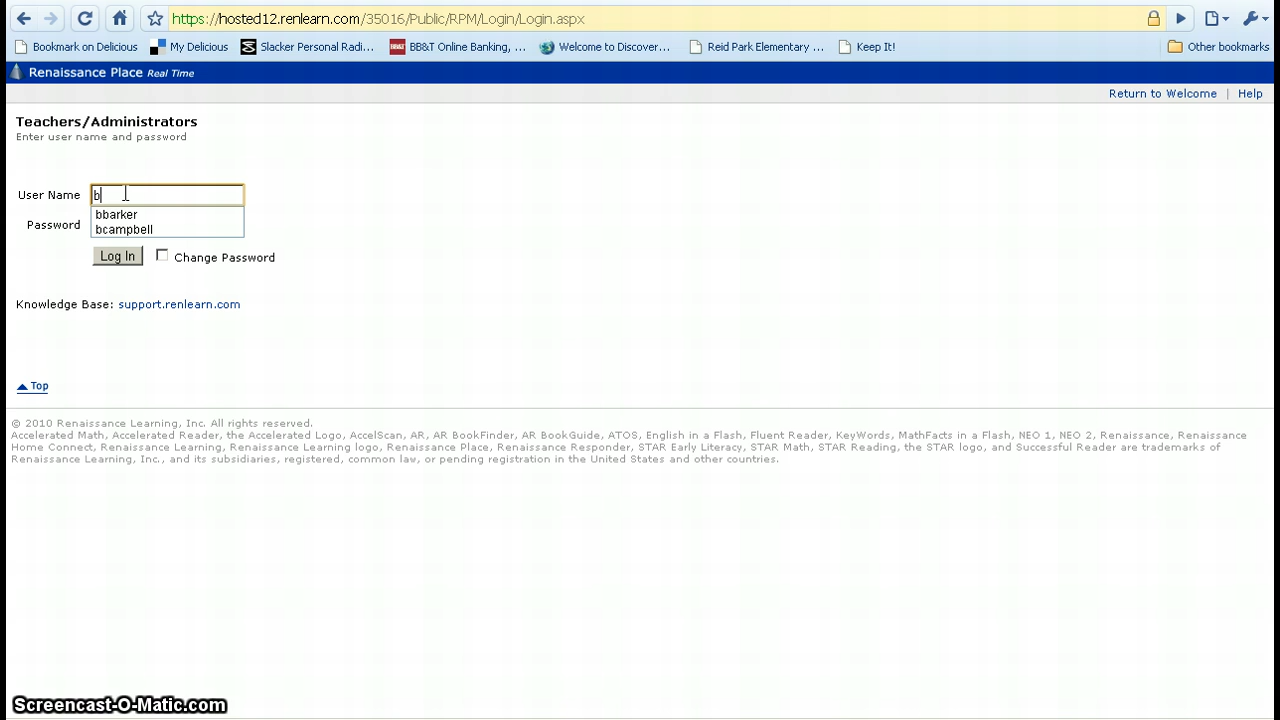 https://hosted12.renlearn.com/35016/Public/RPM/Login/Login.aspx
Bookmark on Delicious My Delicious Slacker Personal Radi... BB&T Online Banking, ... Welcome to Discover... Reid Park Elementary ... Keep It! Other bookmarks
Renaissance Place Real Time
Return to Welcome | Help
Teachers/Administrators
Enter user name and password
User Name b
bbarker
Password
bcampbell
Log In Change Password
Knowledge Base: support.renlearn.com
Top
© 2010 Renaissance Learning, Inc. All rights reserved.
Accelerated Math, Accelerated Reader, the Accelerated Logo, AccelScan, AR, AR BookFinder, AR BookGuide, ATOS, English in a Flash, Fluent Reader, KeyWords, MathFacts in a Flash, NEO 1, NEO 2, Renaissance, Renaissance
Home Connect, Renaissance Learning, Renaissance Learning logo, Renaissance Place, Renaissance Responder, STAR Early Literacy, STAR Math, STAR Reading, the STAR logo, and Successful Reader are trademarks of
Renaissance Learning, Inc., and its subsidiaries, registered, common law, or pending registration in the United States and other countries.
Screencast-O-Matic.com